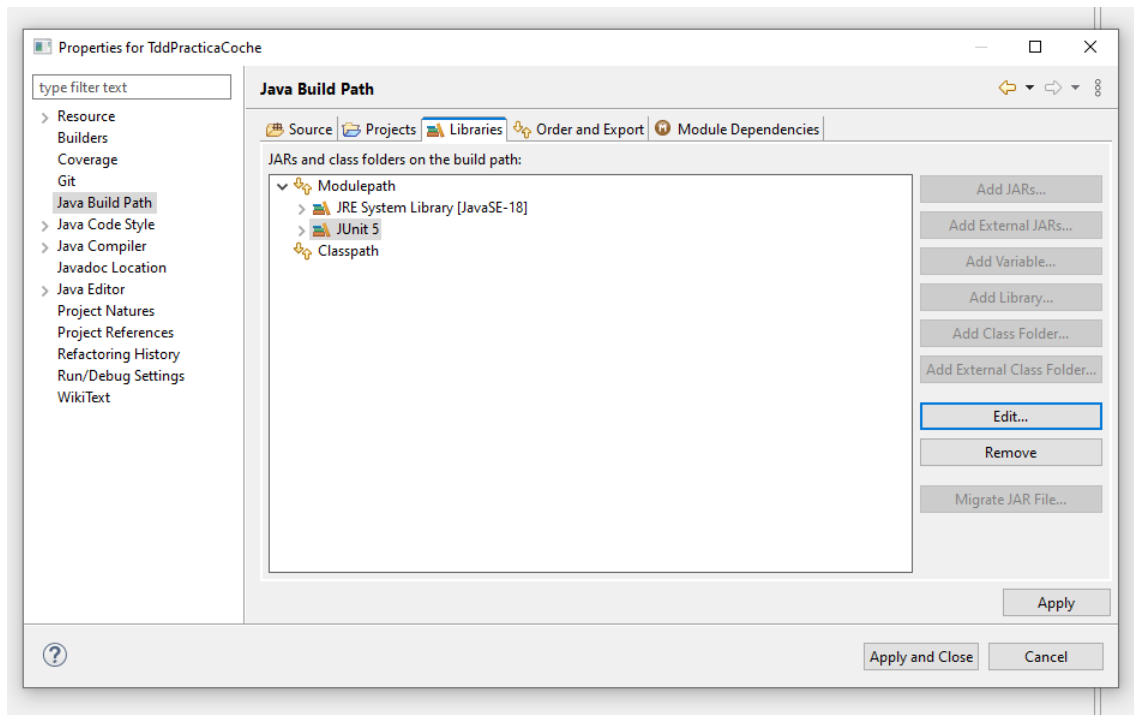 Properties for TddPracticaCoche
type filter text
Resource
Builders
Coverage
Git
Java Build Path
Java Code Style
Java Compiler
Javadoc Location
Java Editor
Project Natures
Project References
Refactoring History
Run/Debug Settings
WikiText
Java Build Path
Source Projects Libraries Order and Export Module Dependencies
JARs and class folders on the build path:
Modulepath
JRE System Library [JavaSE-18]
JUnit 5
Classpath
Add JARs...
Add External JARs...
Add Variable...
Add Library...
Add Class Folder...
Add External Class Folder...
Edit...
Remove
Migrate JAR File...
Apply
Apply and Close Cancel